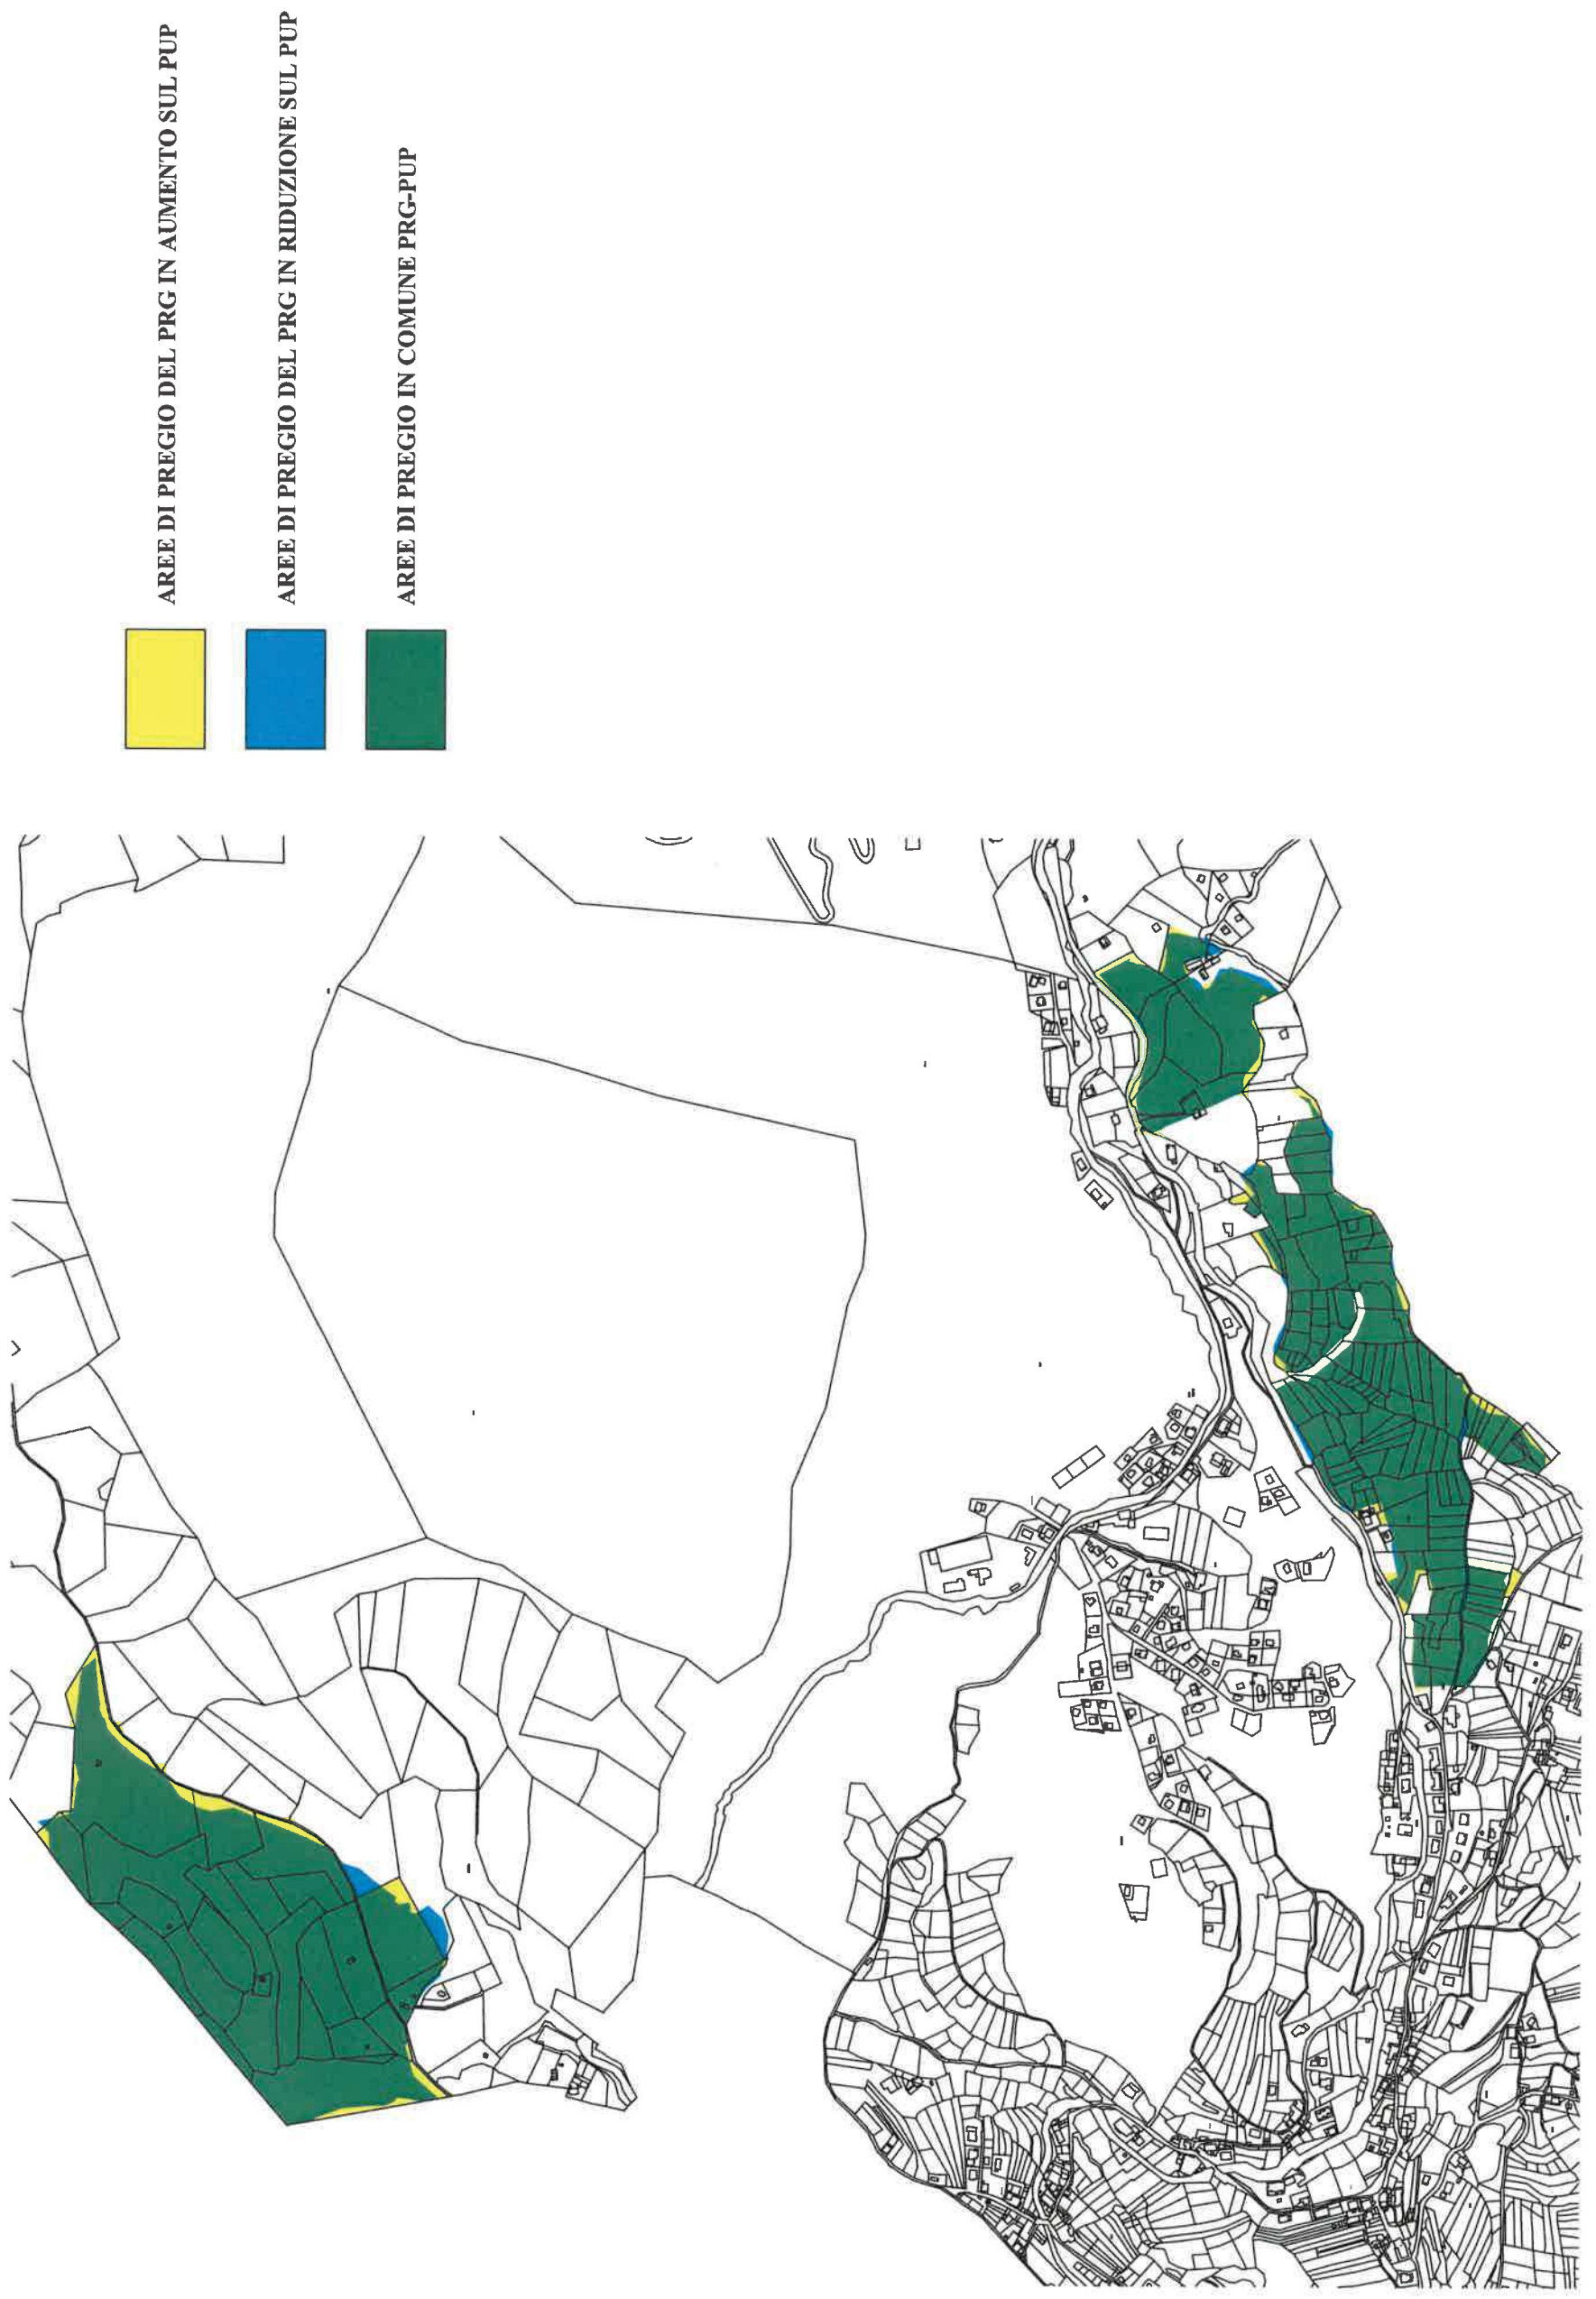 AREE DI PREGIO DEL PRG IN AUMENTO SUL PUP
AREE DI PREGIO DEL PRG IN RIDUZIONE SUL PUP
AREE DI PREGIO IN COMUNE PRG-PUP